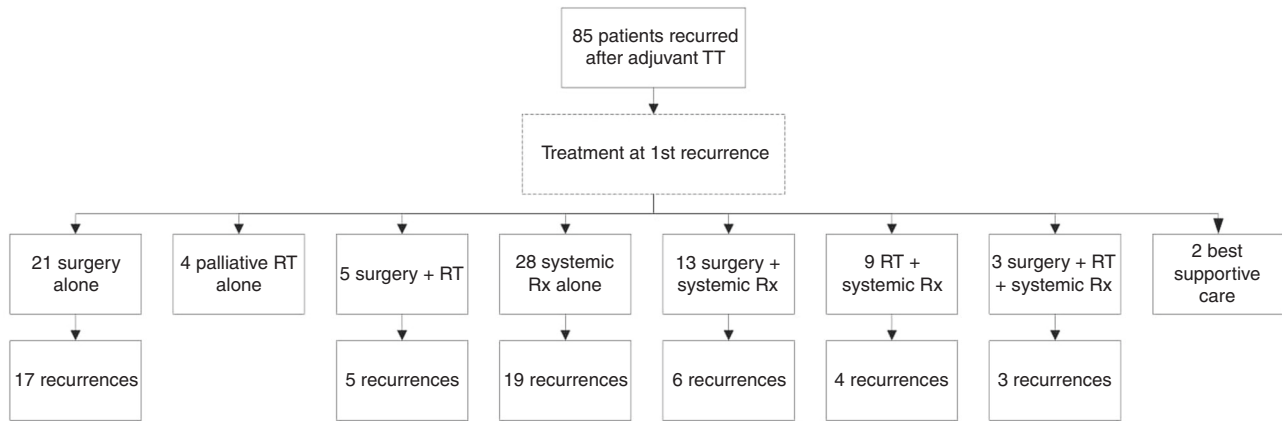 85 patients recurred
after adjuvant TT
Treatment at 1st recurrence
21 surgery
alone
4 palliative RT
alone
5 surgery + RT
28 systemic
Rx alone
13 surgery +
systemic Rx
9 RT +
systemic Rx
3 surgery + RT
+ systemic Rx
2 best
supportive
care
17 recurrences
5 recurrences
19 recurrences
6 recurrences
4 recurrences
3 recurrences